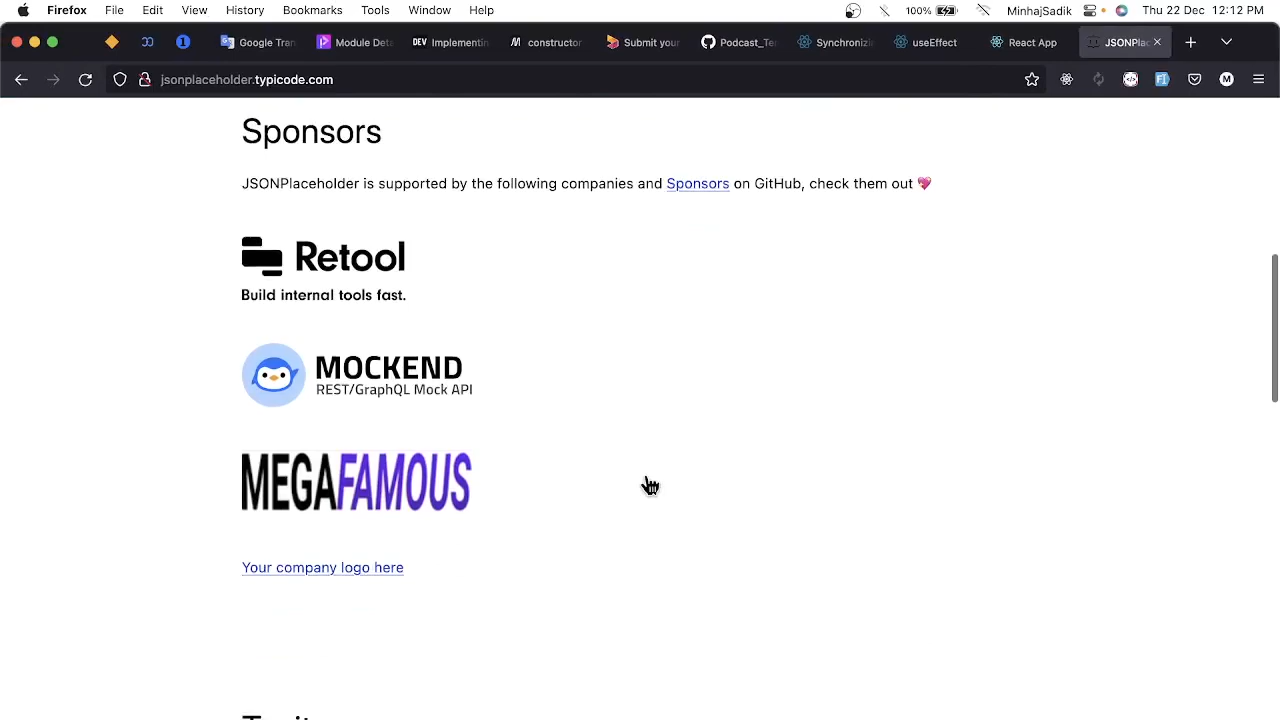 Firefox File Edit View History Bookmarks Tools Window Help 100% MinhajSadik Thu 22 Dec 12:12 PM
Google Tran Module Deta DEV Implementin constructor Submit your Podcast_Te Synchronizi useEffect React App JSONPlac
jsonplaceholder.typicode.com
Sponsors
JSONPlaceholder is supported by the following companies and Sponsors on GitHub, check them out 💖
Retool
Build internal tools fast.
MOCKEND
REST/GraphQL Mock API
MEGAFAMOUS
Your company logo here